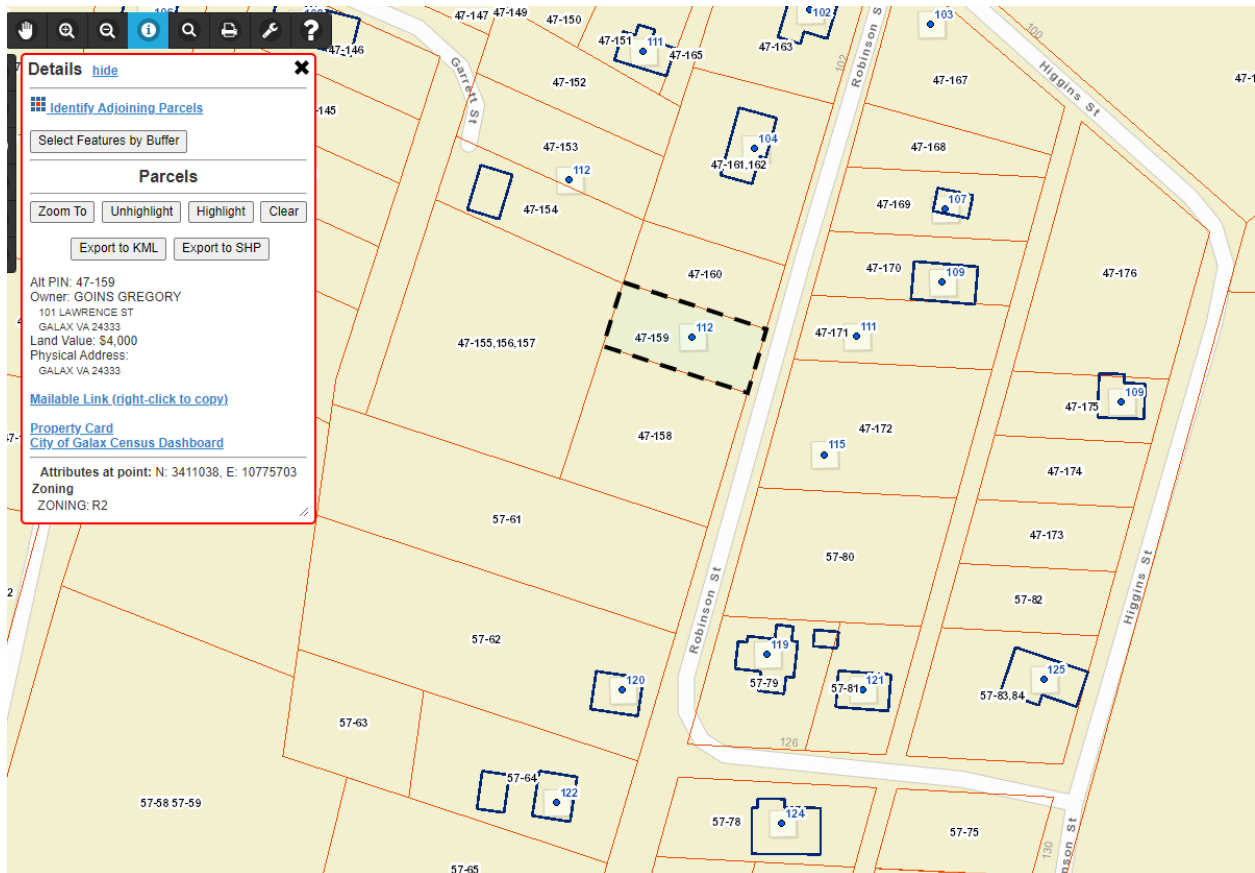 Details hide
Identify Adjoining Parcels
Select Features by Buffer
Parcels
Zoom To Unhighlight Highlight Clear
Export to KML Export to SHP
Alt PIN: 47-159
Owner: GOINS GREGORY
101 LAWRENCE ST
GALAX VA 24333
Land Value: $4,000
Physical Address:
GALAX VA 24333
Mailable Link (right-click to copy)
Property Card
City of Galax Census Dashboard
Attributes at point: N: 3411038, E: 10775703
Zoning
ZONING: R2
47-147 47-149
47-150
102
103
100
47-146
47-151
111
47-165
47-163
102
Robinson St
Higgins St
47-167
47-1
47-152
Garrett St
-145
104
47-153
47-161,162
47-168
112
47-154
47-169
107
47-160
47-170
109
47-176
47-159
112
47-155,156,157
47-171
111
109
47-175
47-158
47-172
115
47-174
57-61
47-173
57-80
57-82
Robinson St
Higgins St
57-62
119
57-79
57-81
121
125
57-83,84
120
57-63
126
57-64
122
57-58 57-59
57-78
124
57-75
130
son St
57-65